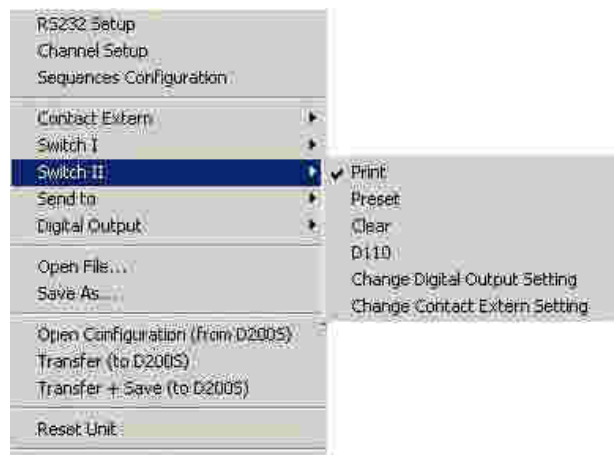 RS232 Setup
Channel Setup
Sequences Configuration
Contact Extern
Switch I
Switch II
Send to
Digital Output
Open File...
Save As...
Open Configuration (from D200S)
Transfer (to D200S)
Transfer + Save (to D200S)
Reset Unit
Print
Preset
Clear
D110
Change Digital Output Setting
Change Contact Extern Setting